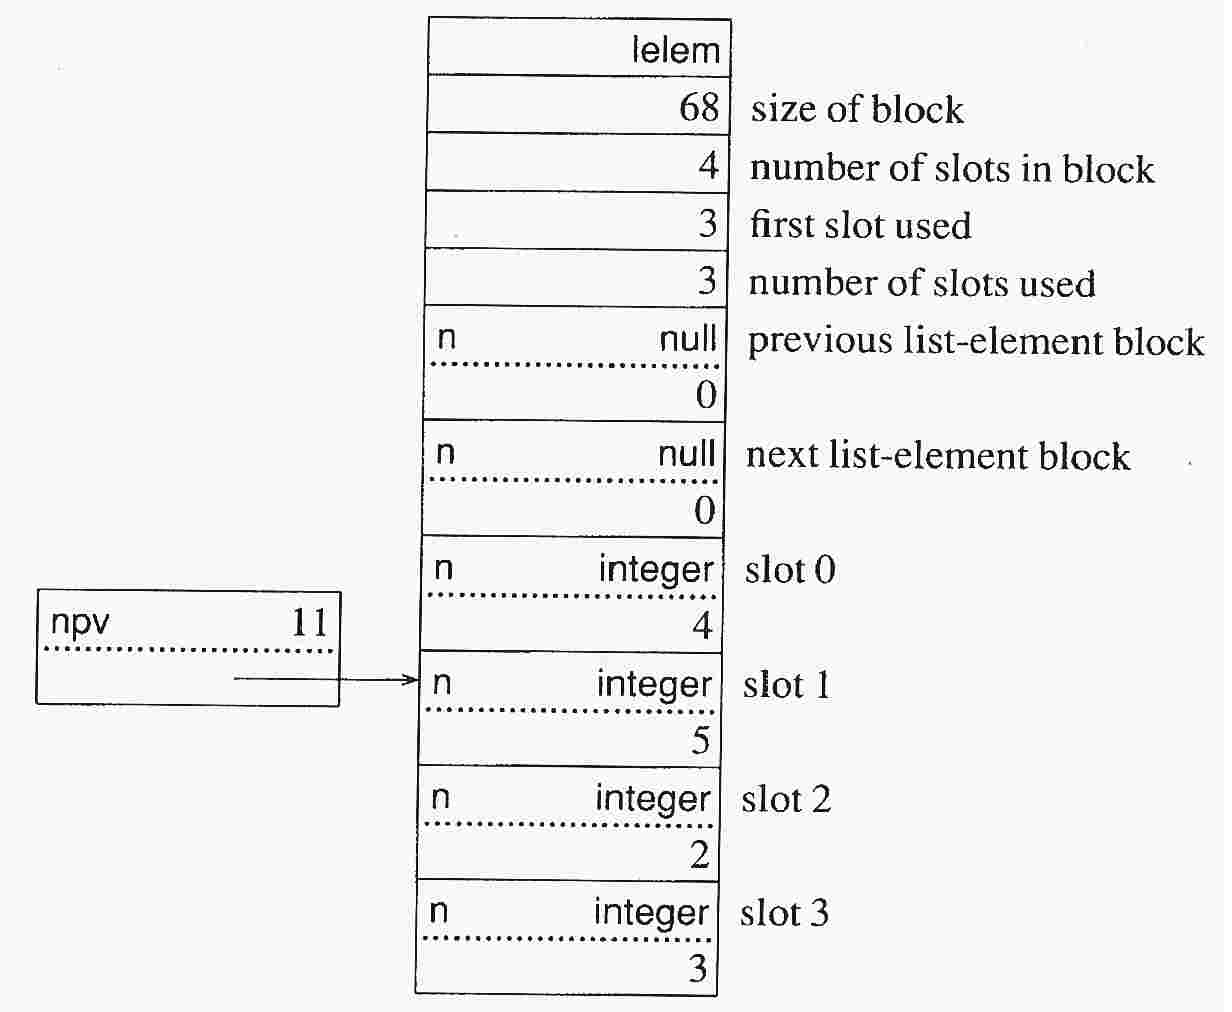 lelem
68 size of block
4 number of slots in block
3 first slot used
3 number of slots used
n null previous list-element block
0
n null next list-element block
0
n integer slot 0
4
npv 11
n integer slot 1
5
n integer slot 2
2
n integer slot 3
3